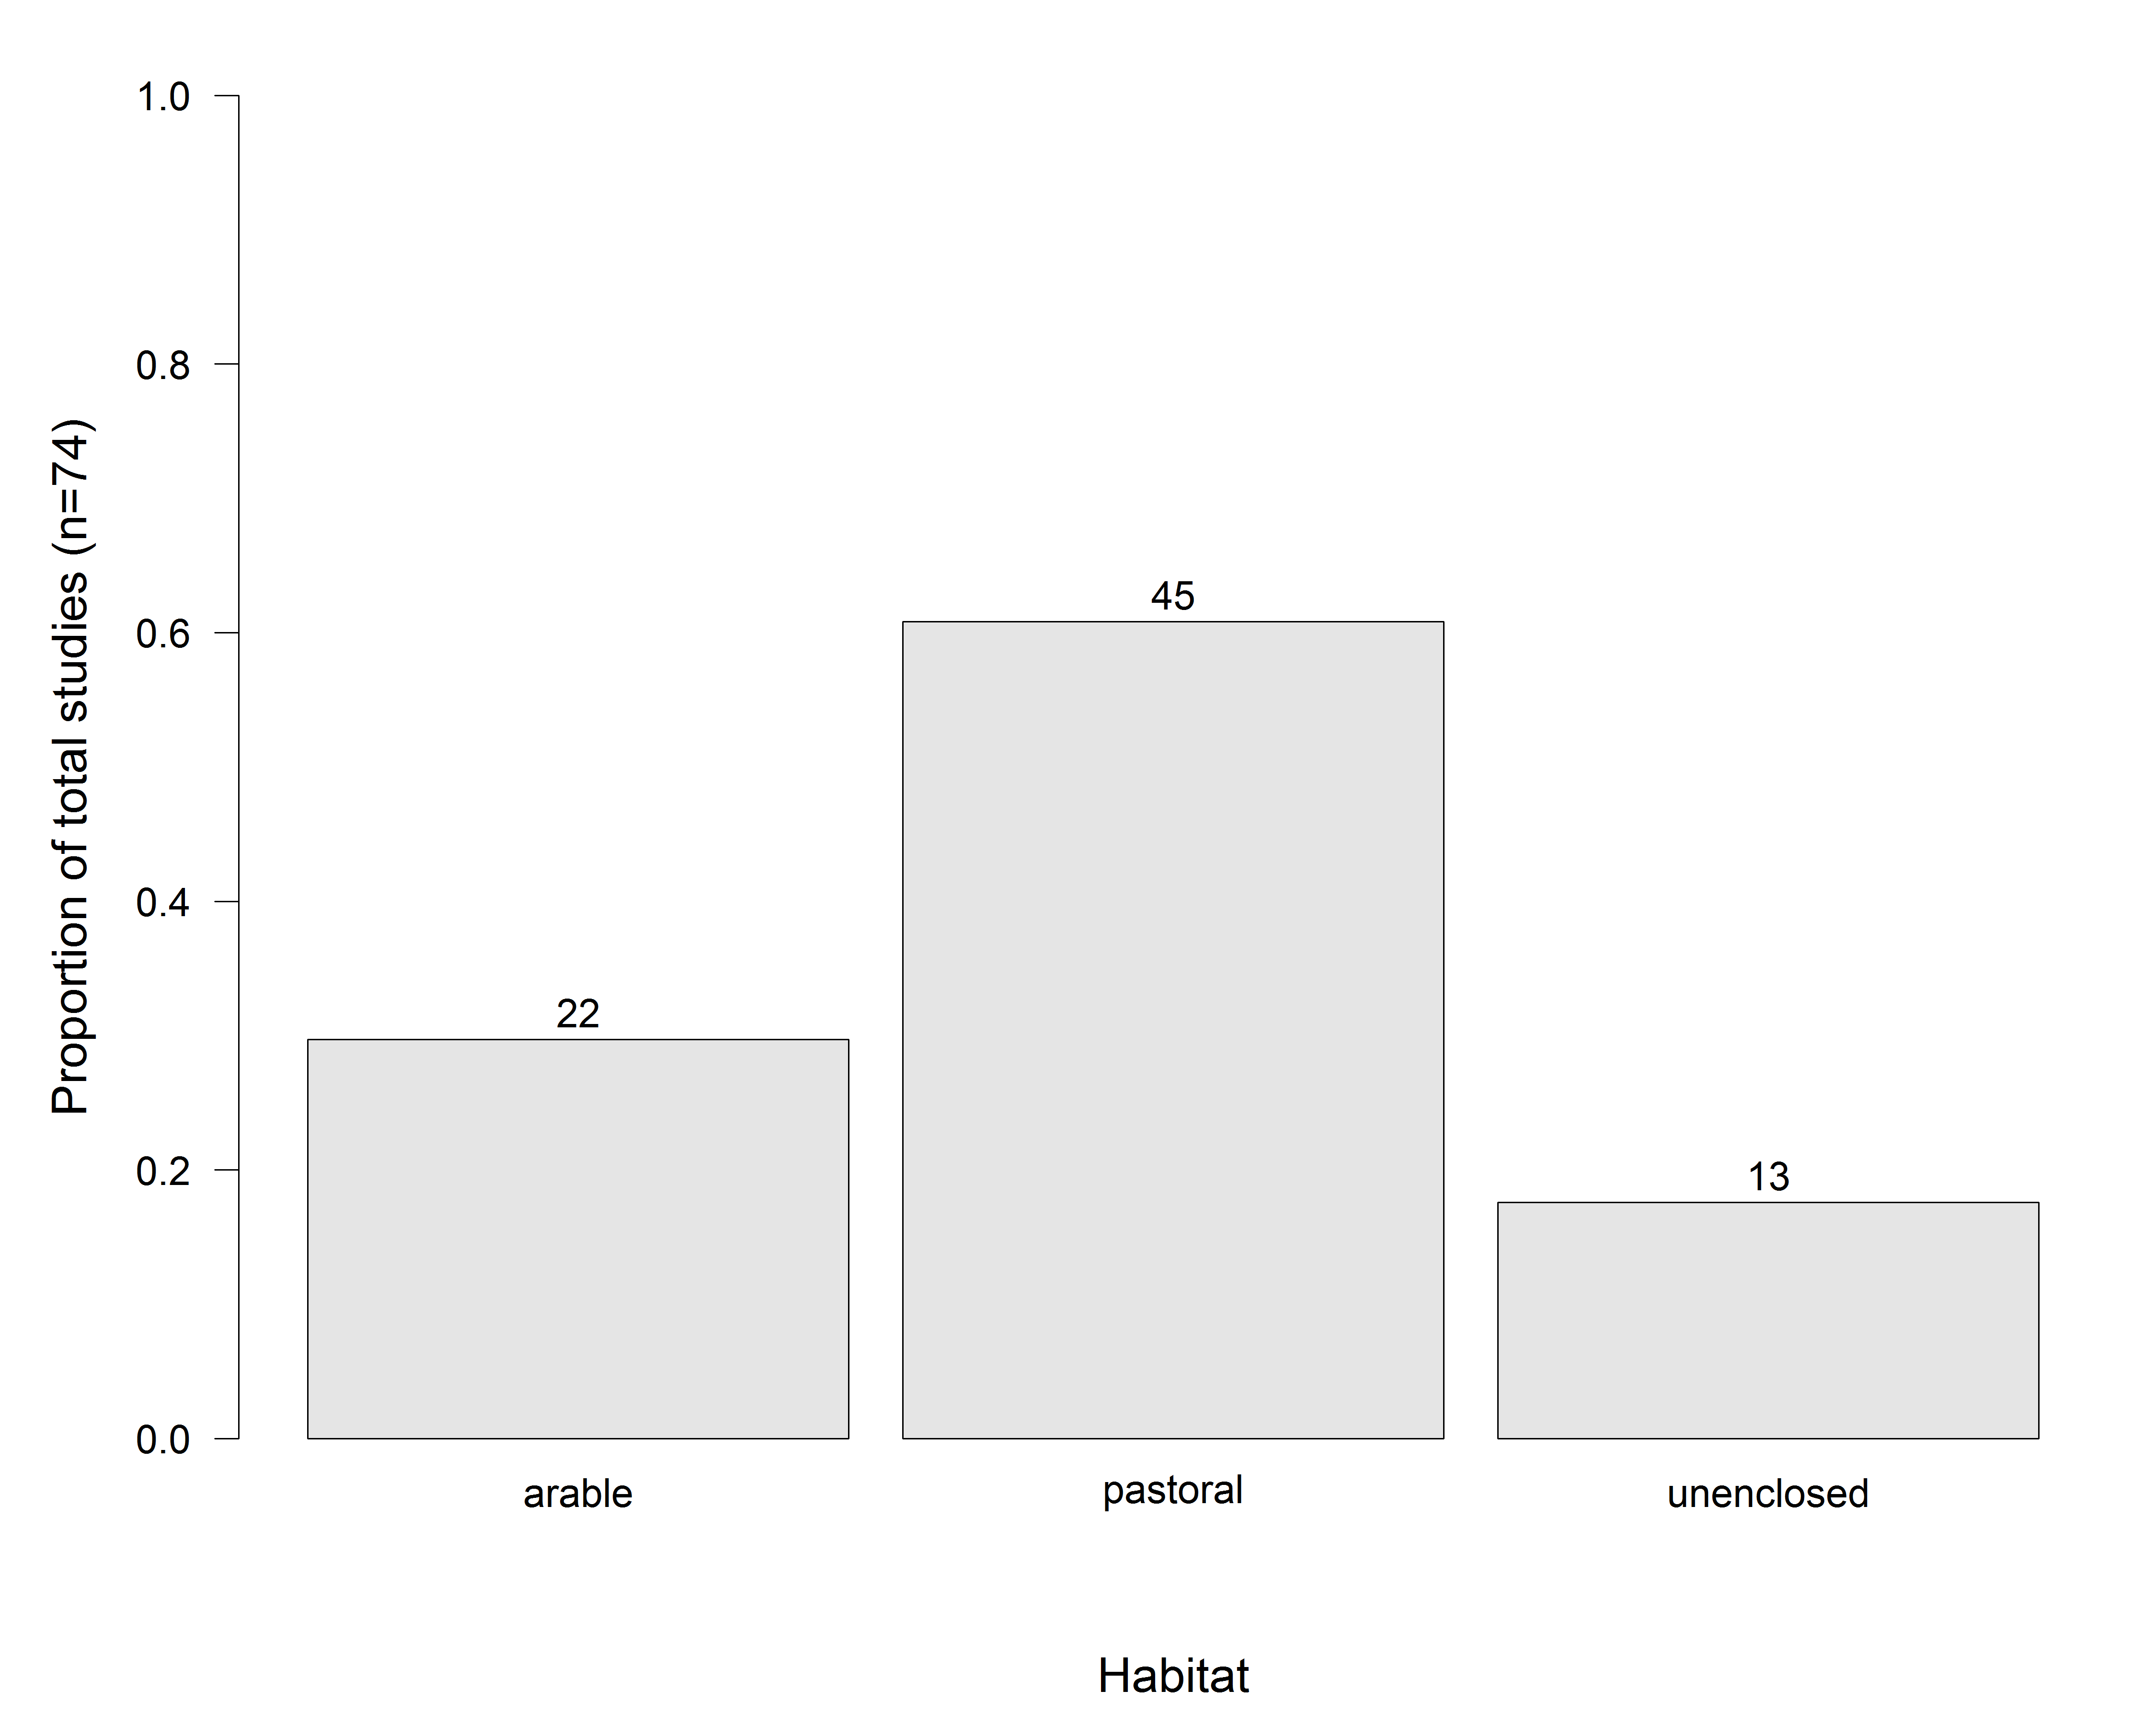 Proportion of total studies (n=74)
1.0
0.8
0.6
0.4
0.2
0.0
22
45
13
arable
pastoral
unenclosed
Habitat